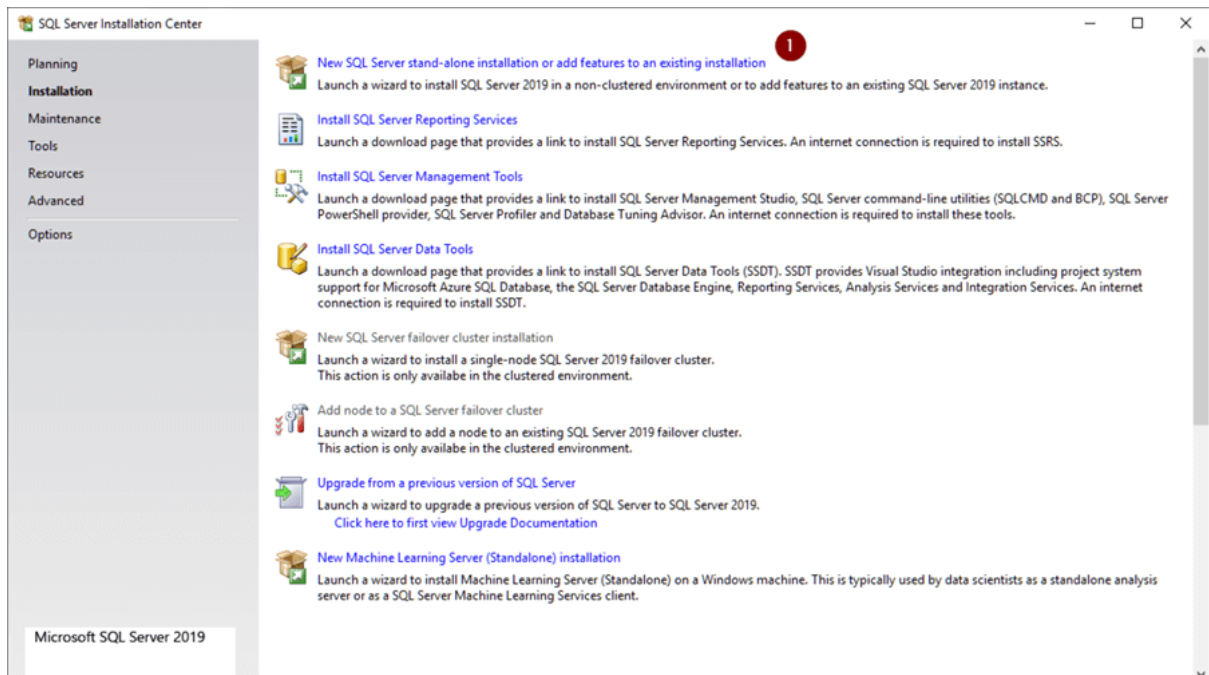 SQL Server Installation Center
Planning
Installation
Maintenance
Tools
Resources
Advanced
Options
Microsoft SQL Server 2019
1
New SQL Server stand-alone installation or add features to an existing installation
Launch a wizard to install SQL Server 2019 in a non-clustered environment or to add features to an existing SQL Server 2019 instance.
Install SQL Server Reporting Services
Launch a download page that provides a link to install SQL Server Reporting Services. An internet connection is required to install SSRS.
Install SQL Server Management Tools
Launch a download page that provides a link to install SQL Server Management Studio, SQL Server command-line utilities (SQLCMD and BCP), SQL Server
PowerShell provider, SQL Server Profiler and Database Tuning Advisor. An internet connection is required to install these tools.
Install SQL Server Data Tools
Launch a download page that provides a link to install SQL Server Data Tools (SSDT). SSDT provides Visual Studio integration including project system
support for Microsoft Azure SQL Database, the SQL Server Database Engine, Reporting Services, Analysis Services and Integration Services. An internet
connection is required to install SSDT.
New SQL Server failover cluster installation
Launch a wizard to install a single-node SQL Server 2019 failover cluster.
This action is only availabe in the clustered environment.
Add node to a SQL Server failover cluster
Launch a wizard to add a node to an existing SQL Server 2019 failover cluster.
This action is only availabe in the clustered environment.
Upgrade from a previous version of SQL Server
Launch a wizard to upgrade a previous version of SQL Server to SQL Server 2019.
Click here to first view Upgrade Documentation
New Machine Learning Server (Standalone) installation
Launch a wizard to install Machine Learning Server (Standalone) on a Windows machine. This is typically used by data scientists as a standalone analysis
server or as a SQL Server Machine Learning Services client.